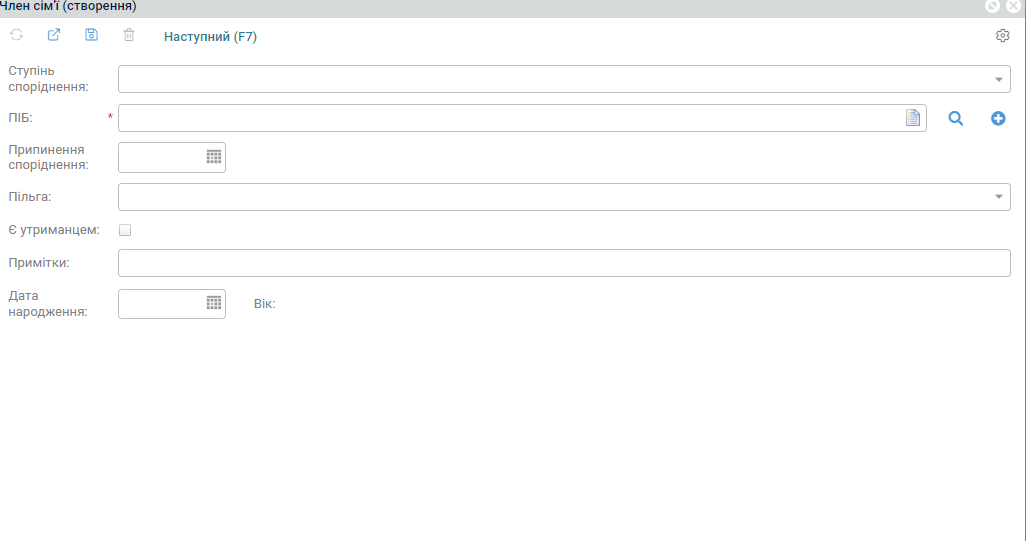 Член сім'ї (створення)
Наступний (F7)
Ступінь
споріднення:
ПІБ: *
Припинення
споріднення:
Пільга:
Є утриманцем:
Примітки:
Дата
народження:
Вік: